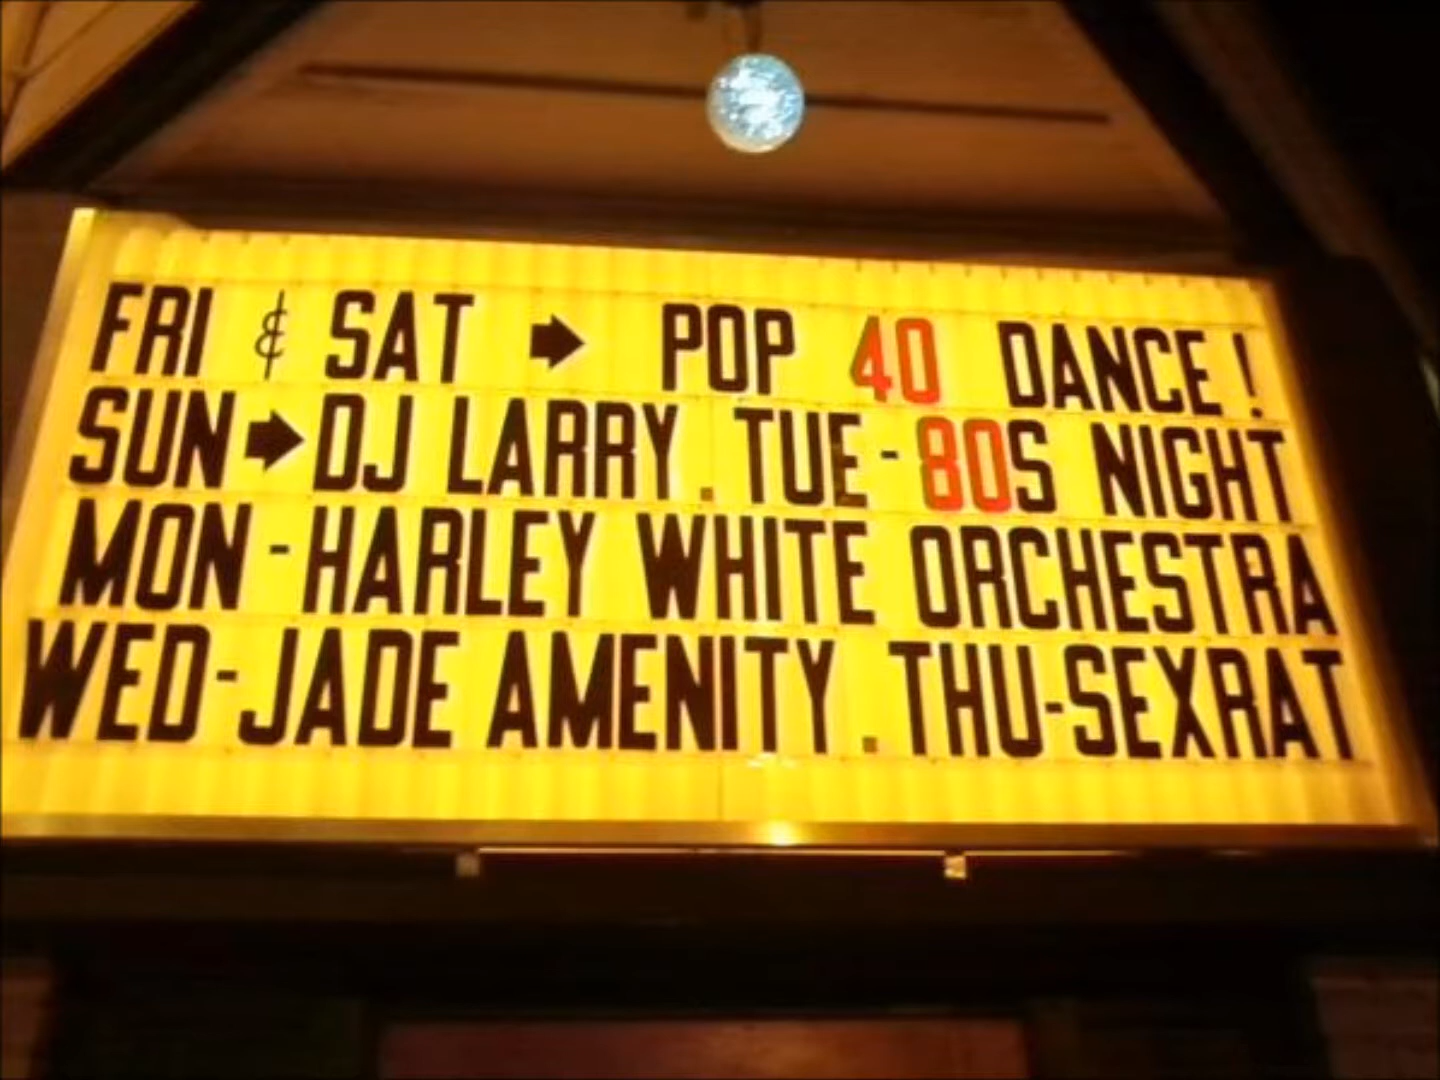 FRI & SAT ➡ POP 40 DANCE!
SUN ➡ DJ LARRY . TUE - 80S NIGHT
MON - HARLEY WHITE ORCHESTRA
WED - JADE AMENITY . THU - SEXRAT